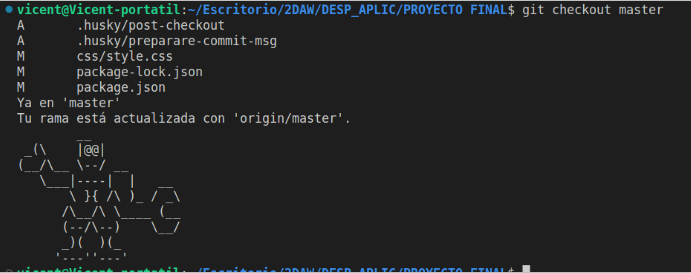 vicent@Vicent-portatil:~/Escritorio/2DAW/DESP_APLIC/PROYECTO FINAL$ git checkout master
A       .husky/post-checkout
A       .husky/prepare-commit-msg
M       css/style.css
M       package-lock.json
M       package.json
Ya en 'master'
Tu rama está actualizada con 'origin/master'.
            __
    _(\    |@@|
   (__/\__ \--/ __
      \___|----|  |   __
          \ }{ /\ )_ / _\
          /\__/\ \____ (__
         (--/\--)    \__/
         _)(  )(_
        '---''---'
vicent@Vicent-portatil:~/Escritorio/2DAW/DESP_APLIC/PROYECTO FINAL$